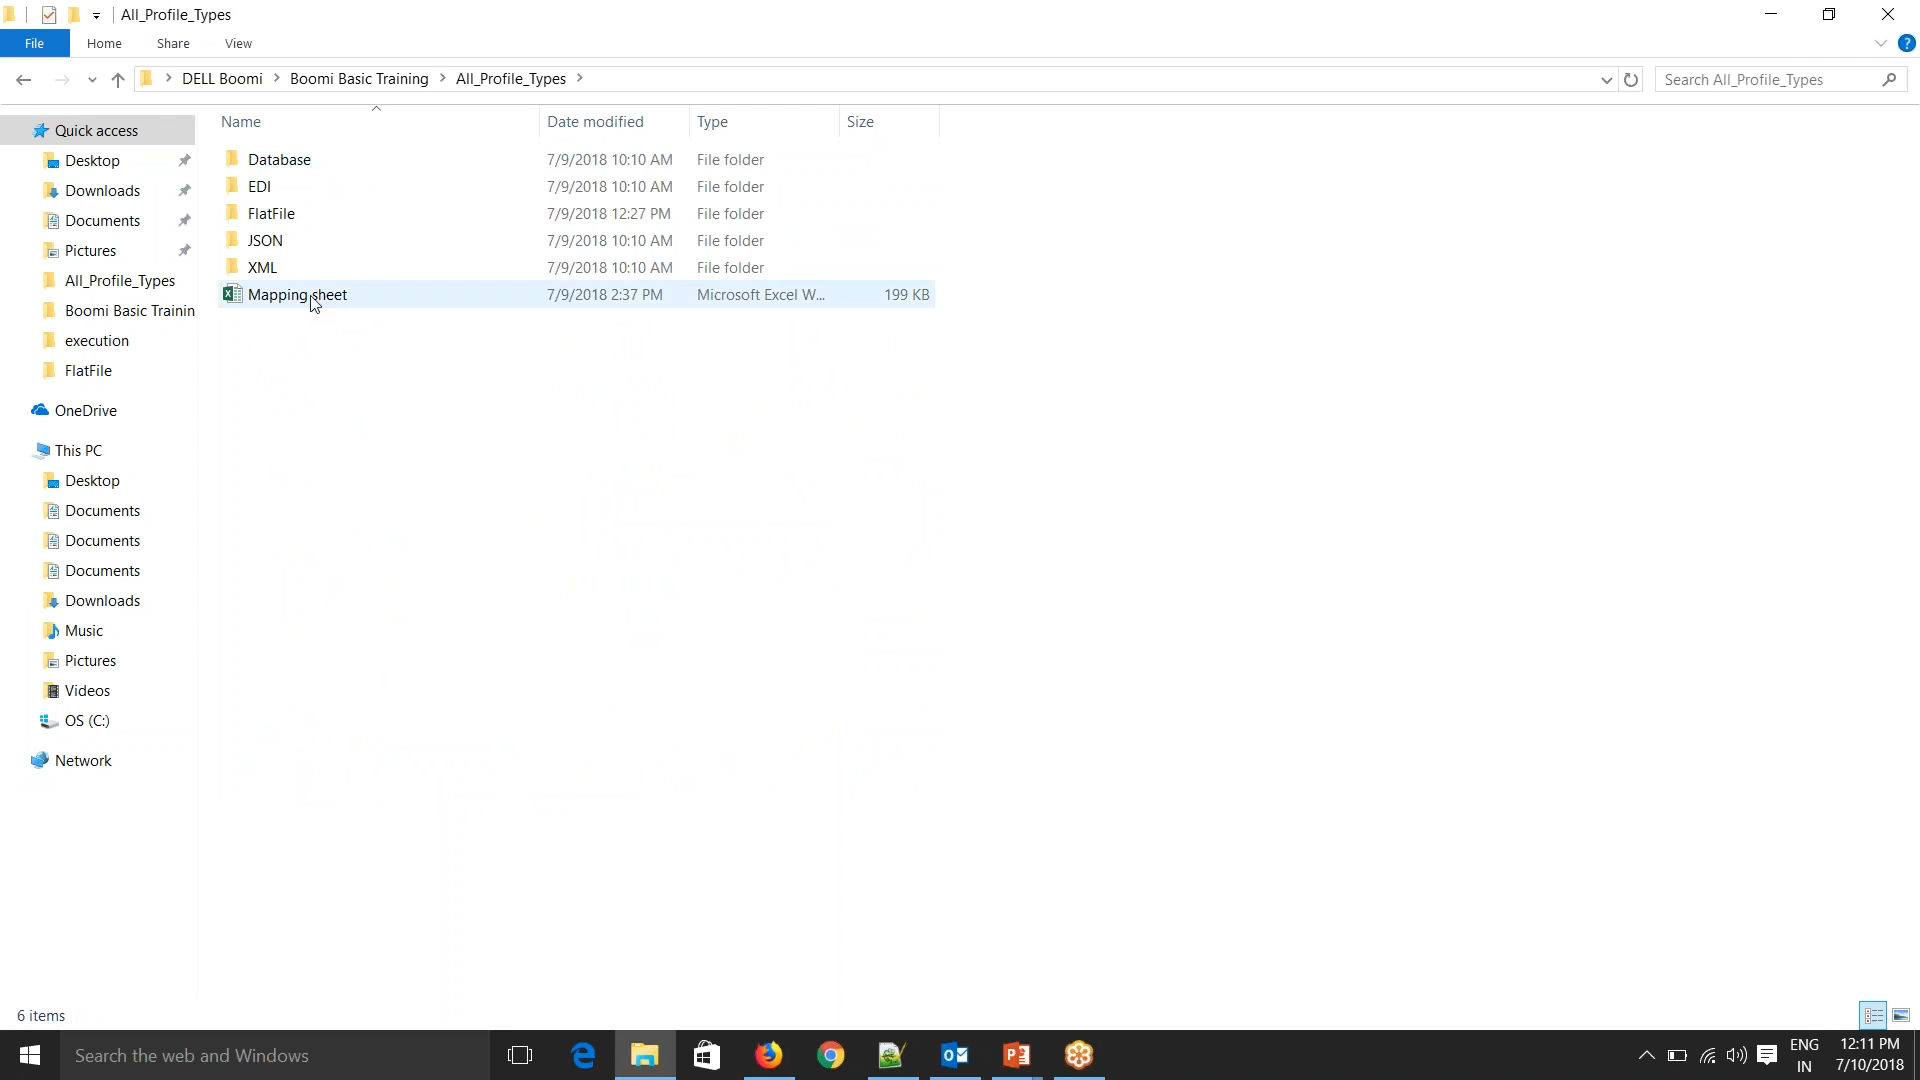 All_Profile_Types
File Home Share View
DELL Boomi Boomi Basic Training All_Profile_Types Search All_Profile_Types
Name Date modified Type Size
Quick access
Desktop
Downloads
Documents
Pictures
All_Profile_Types
Boomi Basic Trainin
execution
FlatFile
OneDrive
This PC
Desktop
Documents
Documents
Documents
Downloads
Music
Pictures
Videos
OS (C:)
Network
Database 7/9/2018 10:10 AM File folder
EDI 7/9/2018 10:10 AM File folder
FlatFile 7/9/2018 12:27 PM File folder
JSON 7/9/2018 10:10 AM File folder
XML 7/9/2018 10:10 AM File folder
Mapping sheet 7/9/2018 2:37 PM Microsoft Excel W... 199 KB
6 items
Search the web and Windows
ENG
IN
12:11 PM
7/10/2018